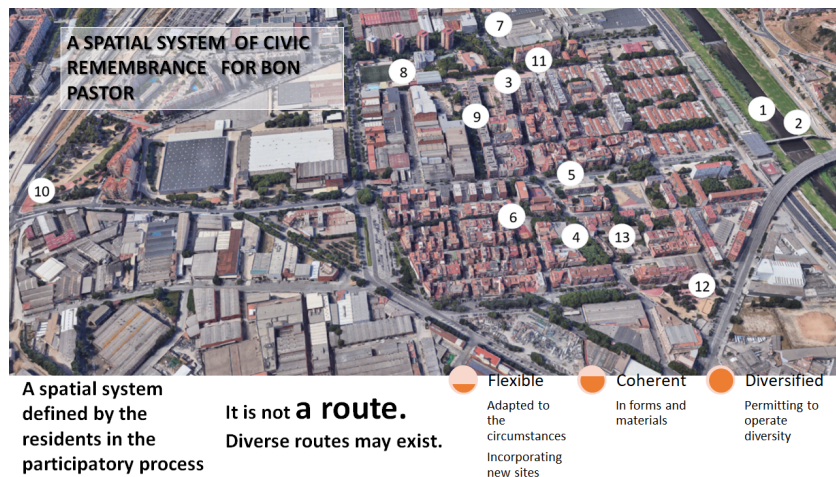 A SPATIAL SYSTEM OF CIVIC
REMEMBRANCE FOR BON
PASTOR
7
8
11
3
9
1
2
5
10
6
4
13
12
A spatial system
defined by the
residents in the
participatory process
It is not a route.
Diverse routes may exist.
Flexible
Adapted to
the
circumstances
Incorporating
new sites
Coherent
In forms and
materials
Diversified
Permitting to
operate
diversity